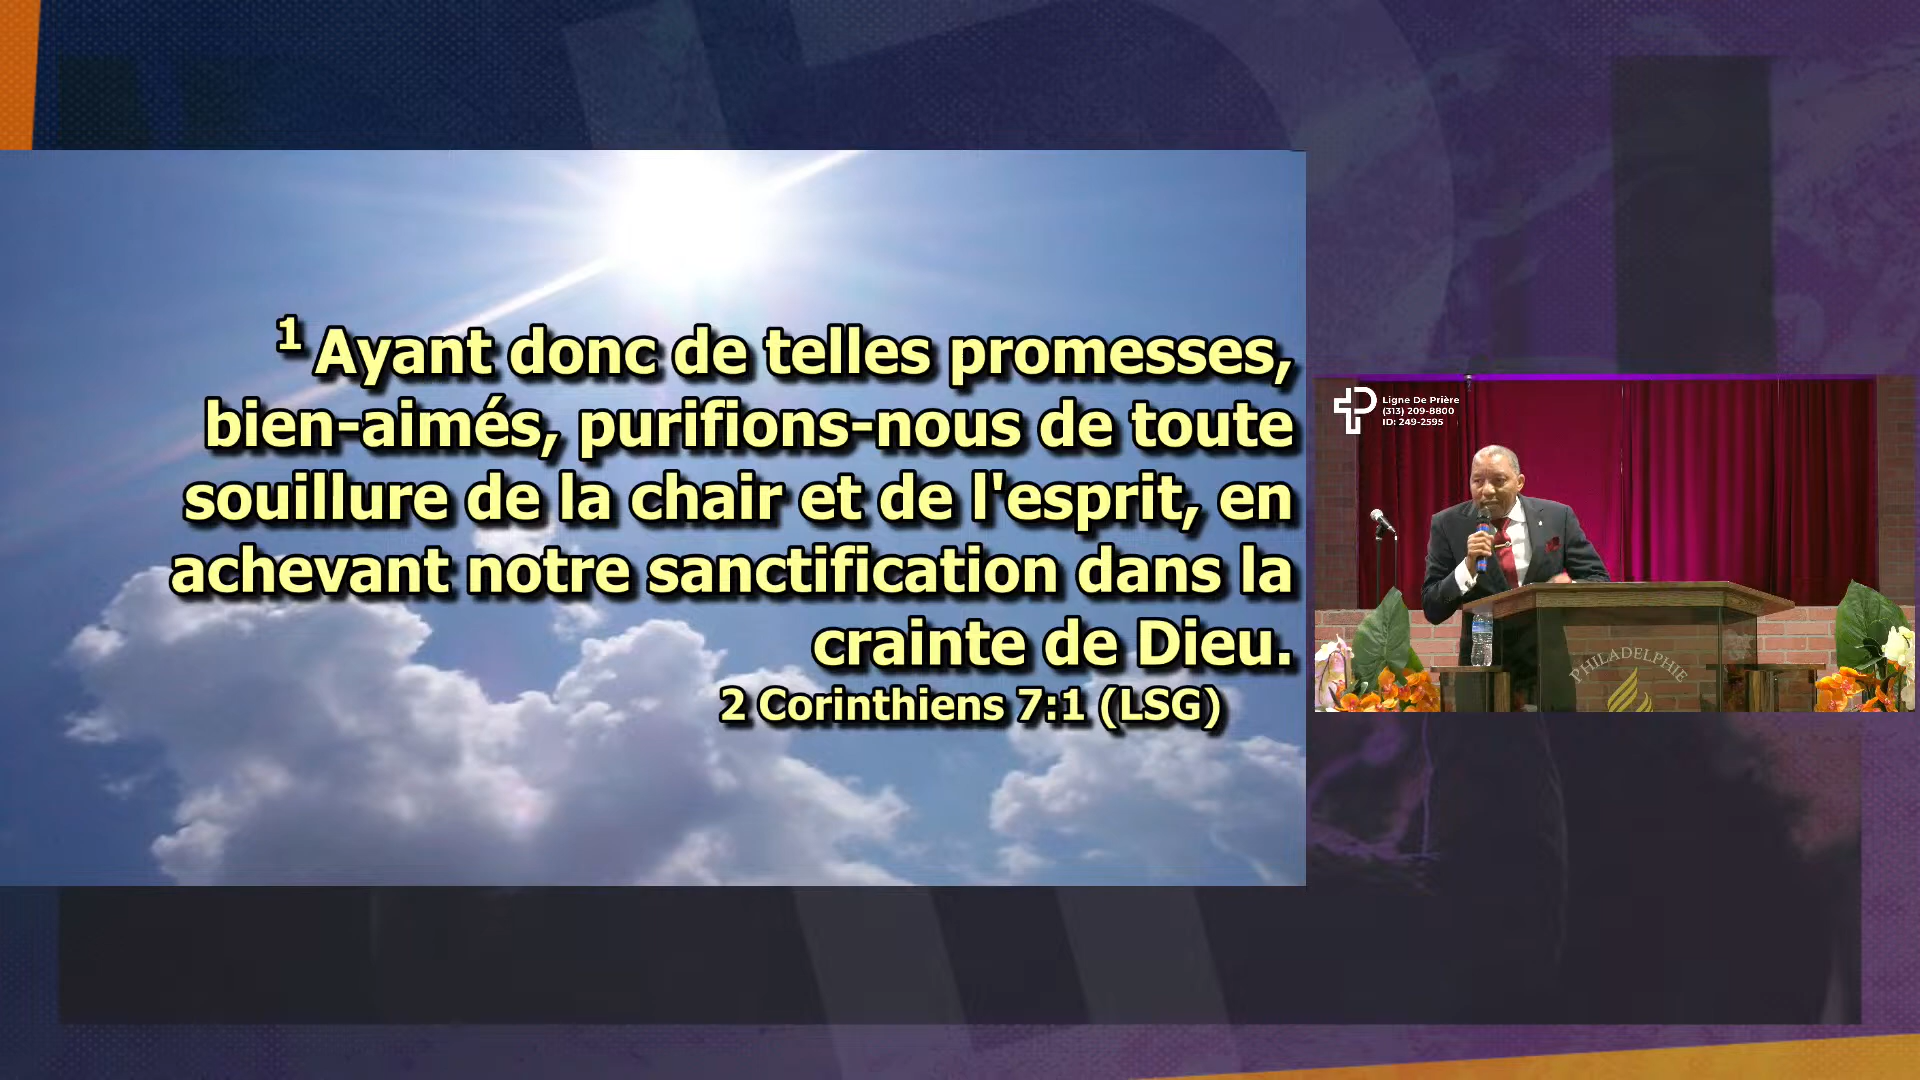 1 Ayant donc de telles promesses,
bien-aimés, purifions-nous de toute
souillure de la chair et de l'esprit, en
achevant notre sanctification dans la
crainte de Dieu.
2 Corinthiens 7:1 (LSG)
Ligne De Prière
(313) 209-8800
ID: 249-2595
PHILADELPHIE